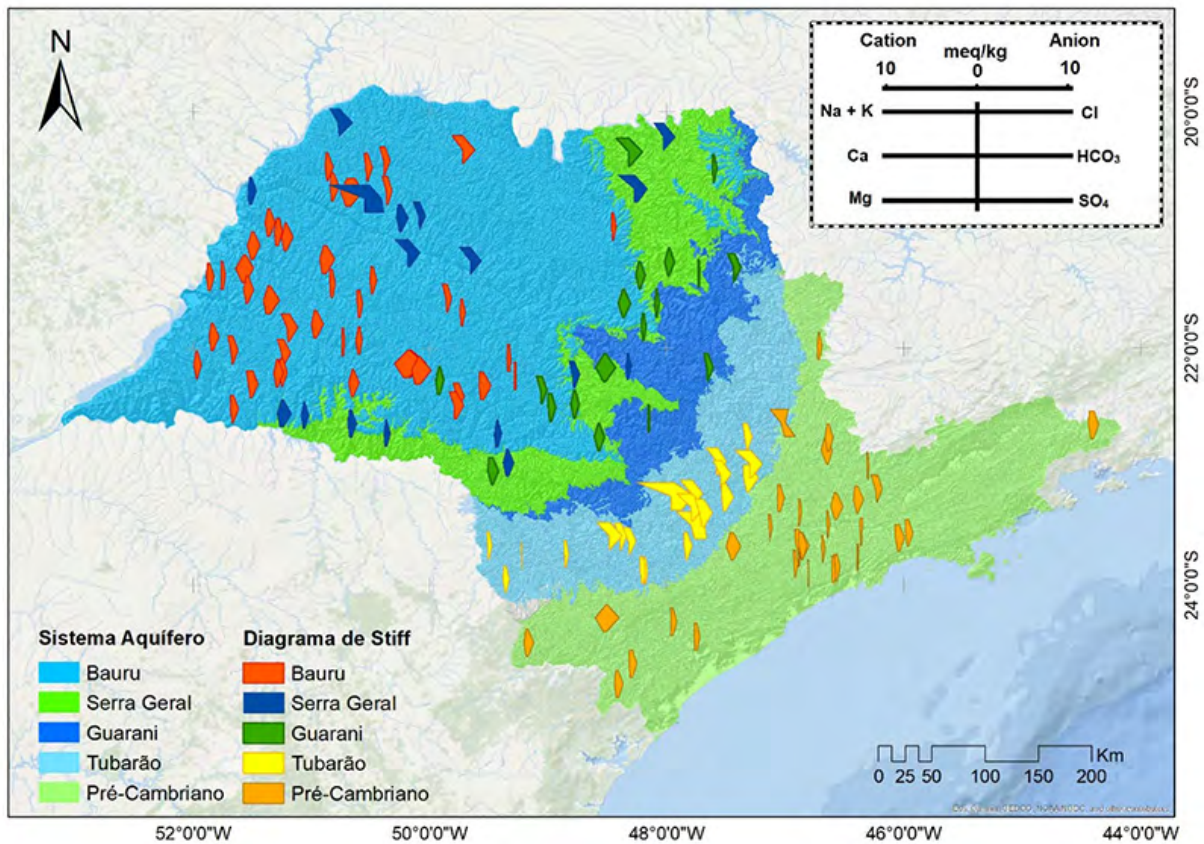 N
Cation Anion
meq/kg
10 0 10
Na + K Cl
Ca HCO₃
Mg SO₄
20°0'0"S
22°0'0"S
24°0'0"S
Sistema Aquífero
Bauru
Serra Geral
Guarani
Tubarão
Pré-Cambriano
Diagrama de Stiff
Bauru
Serra Geral
Guarani
Tubarão
Pré-Cambriano
Km
0 25 50 100 150 200
and other contributors
52°0'0"W 50°0'0"W 48°0'0"W 46°0'0"W 44°0'0"W